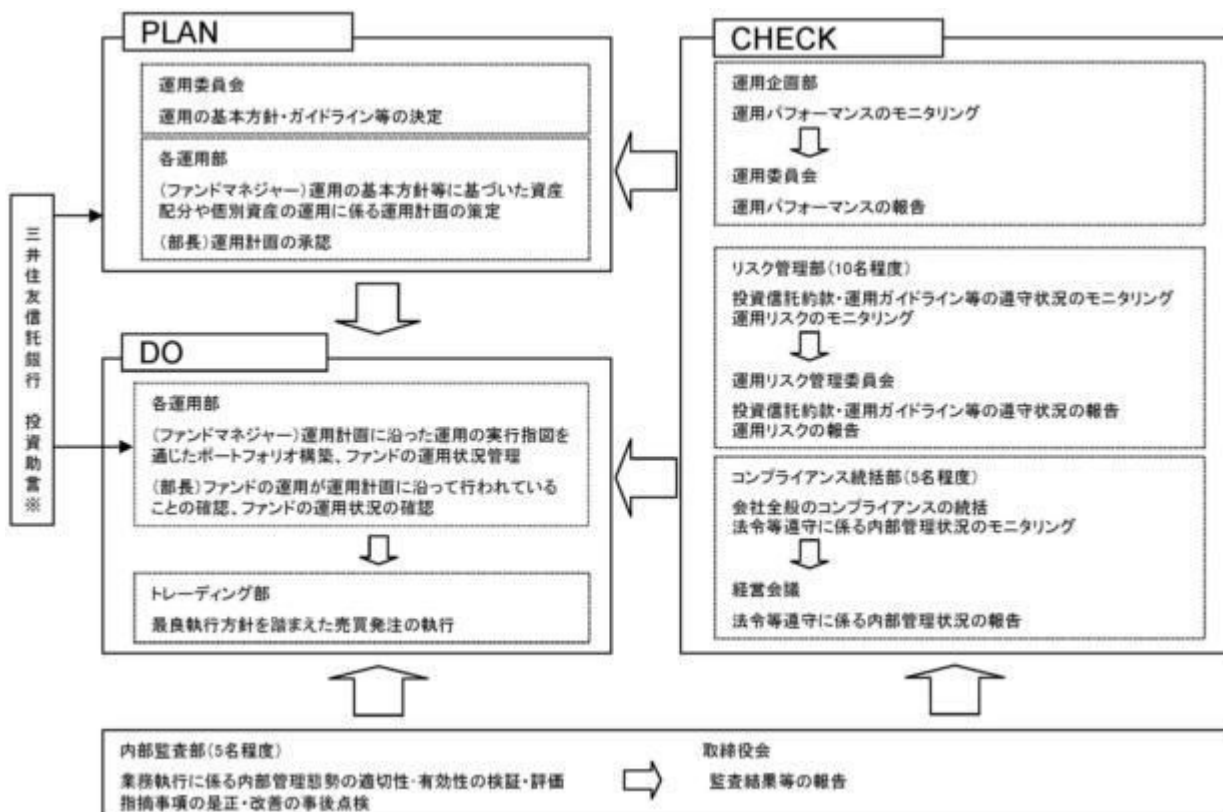 PLAN
運用委員会
運用の基本方針・ガイドライン等の決定
各運用部
(ファンドマネジャー)運用の基本方針等に基づいた資産
配分や個別資産の運用に係る運用計画の策定
(部長)運用計画の承認
三井住友信託銀行 投資助言※
DO
各運用部
(ファンドマネジャー)運用計画に沿った運用の実行指図を
通じたポートフォリオ構築、ファンドの運用状況管理
(部長)ファンドの運用が運用計画に沿って行われている
ことの確認、ファンドの運用状況の確認
トレーディング部
最良執行方針を踏まえた売買発注の執行
CHECK
運用企画部
運用パフォーマンスのモニタリング
運用委員会
運用パフォーマンスの報告
リスク管理部(10名程度)
投資信託約款・運用ガイドライン等の遵守状況のモニタリング
運用リスクのモニタリング
運用リスク管理委員会
投資信託約款・運用ガイドライン等の遵守状況の報告
運用リスクの報告
コンプライアンス統括部(5名程度)
会社全般のコンプライアンスの統括
法令等遵守に係る内部管理状況のモニタリング
経営会議
法令等遵守に係る内部管理状況の報告
内部監査部(5名程度)
業務執行に係る内部管理態勢の適切性・有効性の検証・評価
指摘事項の是正・改善の事後点検
取締役会
監査結果等の報告